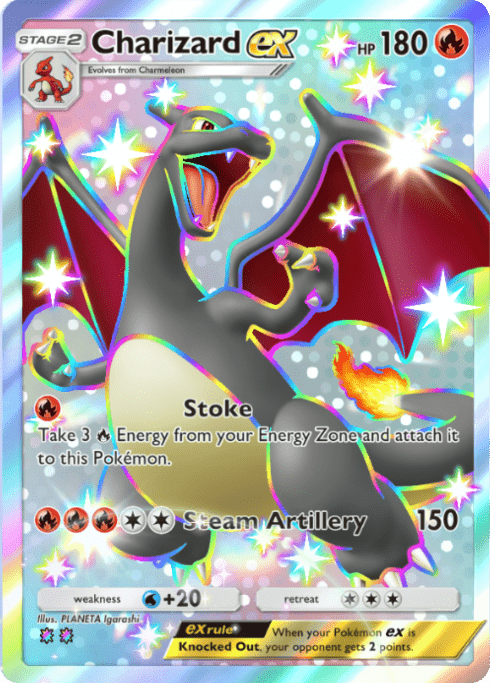 STAGE2 Charizard ex HP 180
Evolves from Charmeleon
Stoke
Take 3 Energy from your Energy Zone and attach it
to this Pokémon.
Steam Artillery 150
weakness +20 retreat
Illus. PLANETA Igarashi
ex rule When your Pokémon ex is
Knocked Out, your opponent gets 2 points.